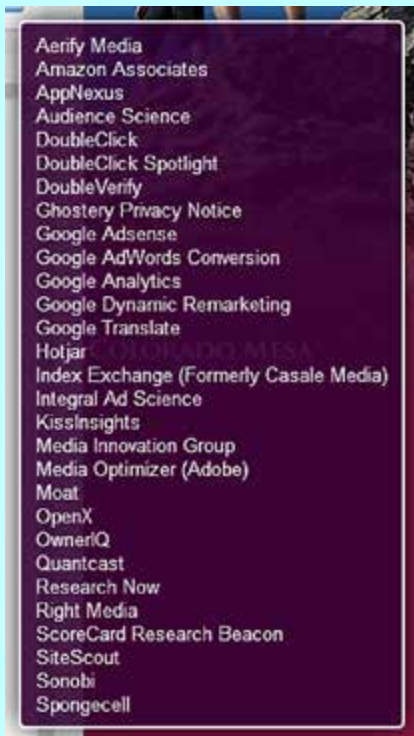 Aerify Media
Amazon Associates
AppNexus
Audience Science
DoubleClick
DoubleClick Spotlight
DoubleVerify
Ghostery Privacy Notice
Google Adsense
Google AdWords Conversion
Google Analytics
Google Dynamic Remarketing
Google Translate
Hotjar
COLORADO MESA
Index Exchange (Formerly Casale Media)
Integral Ad Science
KissInsights
Media Innovation Group
Media Optimizer (Adobe)
Moat
OpenX
OwnerIQ
Quantcast
Research Now
Right Media
ScoreCard Research Beacon
SiteScout
Sonobi
Spongecell